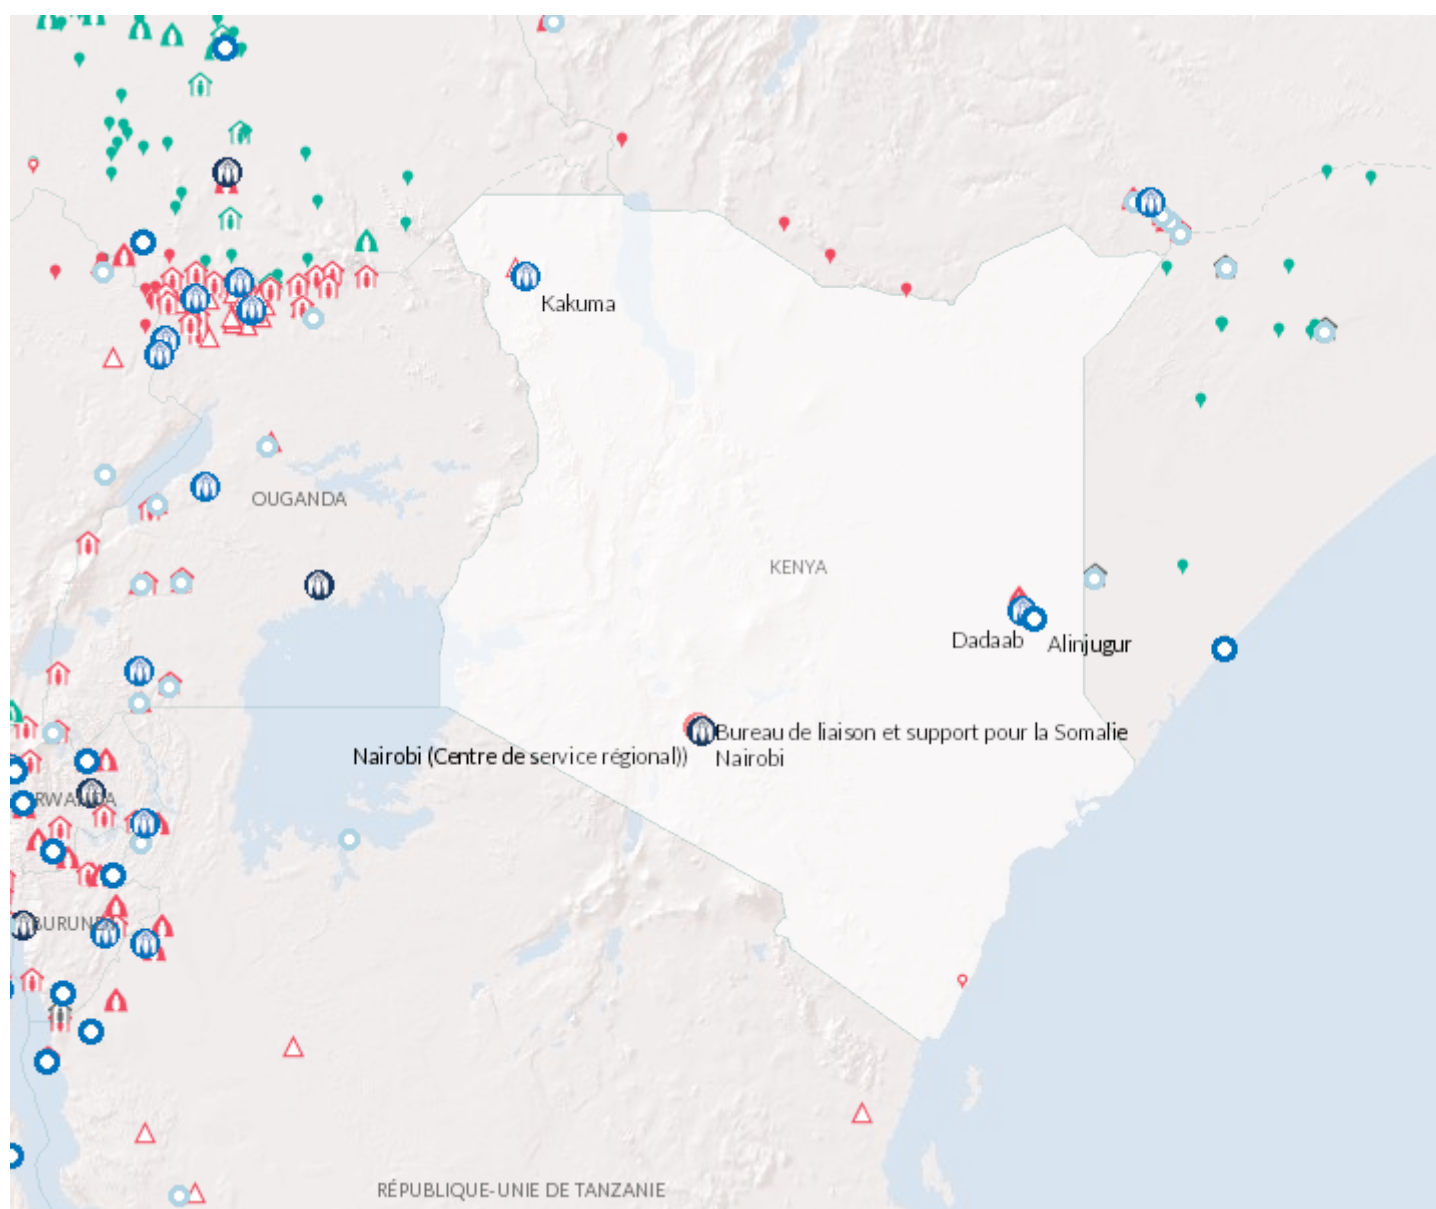 Kakuma
OUGANDA
KENYA
Dadaab
Alinjugur
Bureau de liaison et support pour la Somalie
Nairobi (Centre de service régional))
Nairobi
RWANDA
BURUNDI
RÉPUBLIQUE-UNIE DE TANZANIE